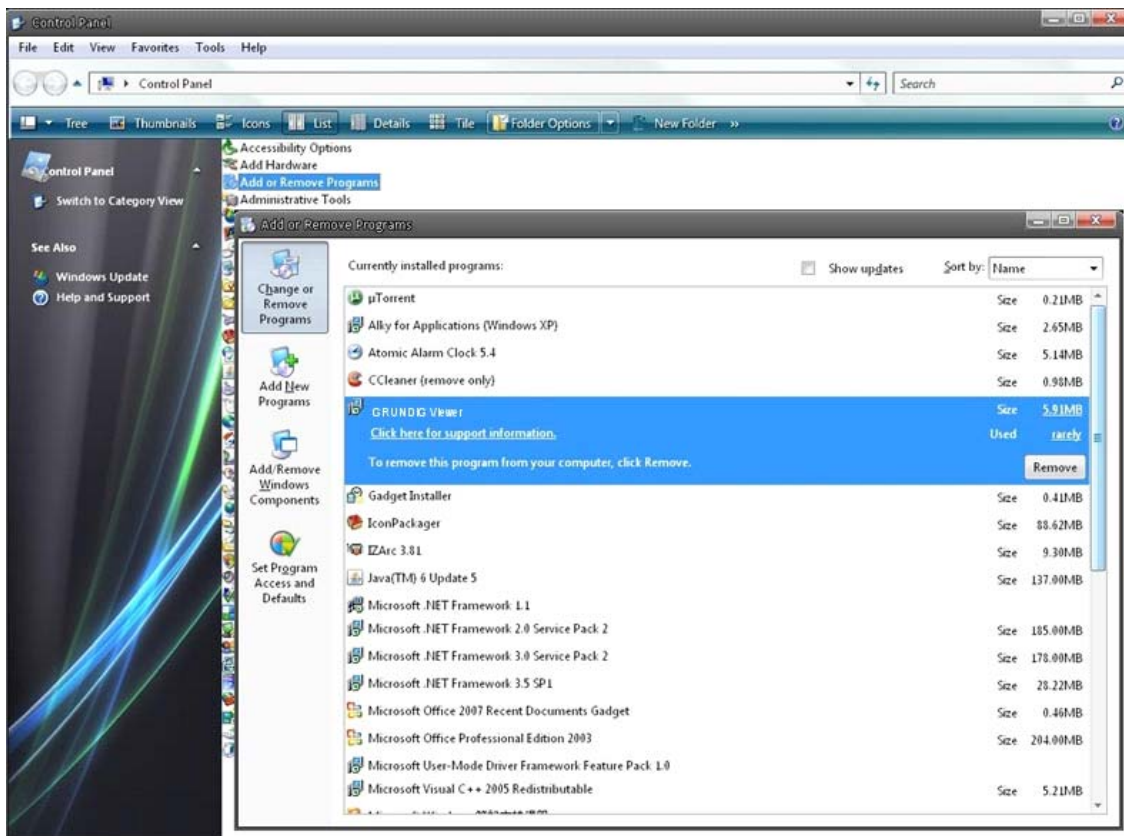 Control Panel
File Edit View Favorites Tools Help
Control Panel
Search
Tree Thumbnails Icons List Details Tile Folder Options New Folder »
Control Panel
Switch to Category View
See Also
Windows Update
Help and Support
Accessibility Options
Add Hardware
Add or Remove Programs
Administrative Tools
Add or Remove Programs
Change or
Remove
Programs
Add New
Programs
Add/Remove
Windows
Components
Set Program
Access and
Defaults
Currently installed programs: Show updates Sort by: Name
µTorrent Size 0.21MB
Alky for Applications (Windows XP) Size 2.65MB
Atomic Alarm Clock 5.4 Size 5.14MB
CCleaner (remove only) Size 0.98MB
GRUNDIG Viewer Size 5.91MB
Click here for support information. Used rarely
To remove this program from your computer, click Remove.
Remove
Gadget Installer Size 0.41MB
IconPackager Size 88.62MB
IZArc 3.81 Size 9.30MB
Java(TM) 6 Update 5 Size 137.00MB
Microsoft .NET Framework 1.1
Microsoft .NET Framework 2.0 Service Pack 2 Size 185.00MB
Microsoft .NET Framework 3.0 Service Pack 2 Size 178.00MB
Microsoft .NET Framework 3.5 SP1 Size 28.22MB
Microsoft Office 2007 Recent Documents Gadget Size 0.46MB
Microsoft Office Professional Edition 2003 Size 204.00MB
Microsoft User-Mode Driver Framework Feature Pack 1.0
Microsoft Visual C++ 2005 Redistributable Size 5.21MB